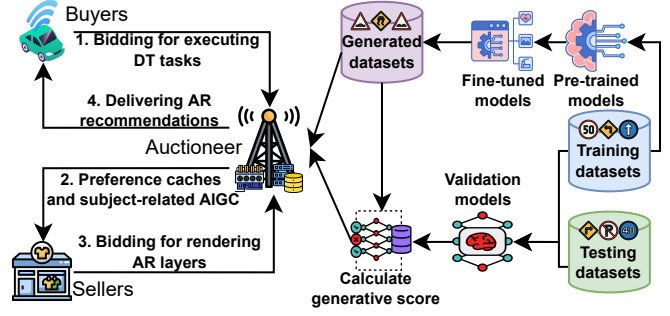 Buyers
1. Bidding for executing
DT tasks
4. Delivering AR
recommendations
Auctioneer
2. Preference caches
and subject-related AIGC
3. Bidding for rendering
AR layers
Sellers
Generated
datasets
Fine-tuned
models
Pre-trained
models
50
Training
datasets
Validation
models
40
Testing
datasets
Calculate
generative score